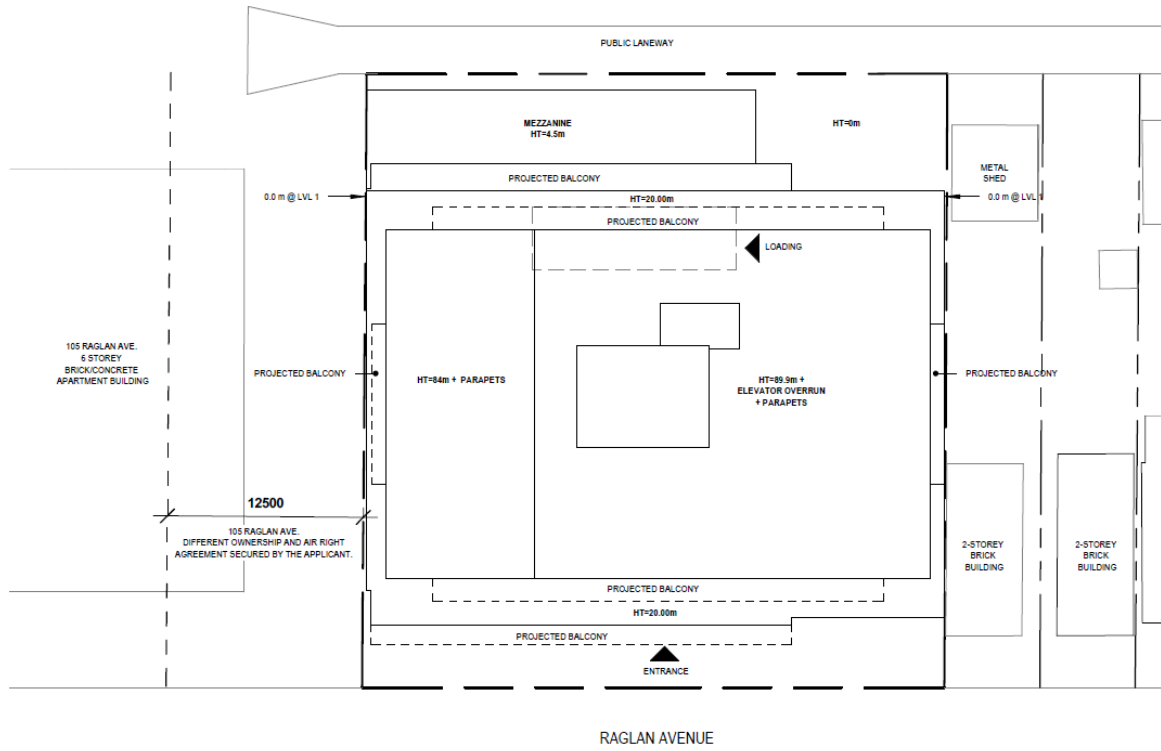 PUBLIC LANEWAY
MEZZANINE
HT=4.5m
HT=0m
METAL
SHED
PROJECTED BALCONY
0.0 m @ LVL 1
HT=20.00m
0.0 m @ LVL 1
PROJECTED BALCONY
LOADING
105 RAGLAN AVE.
6 STOREY
BRICK/CONCRETE
APARTMENT BUILDING
PROJECTED BALCONY
HT=84m + PARAPETS
HT=89.9m +
ELEVATOR OVERRUN
+ PARAPETS
PROJECTED BALCONY
12500
105 RAGLAN AVE.
DIFFERENT OWNERSHIP AND AIR RIGHT
AGREEMENT SECURED BY THE APPLICANT.
2-STOREY
BRICK
BUILDING
2-STOREY
BRICK
BUILDING
PROJECTED BALCONY
HT=20.00m
PROJECTED BALCONY
ENTRANCE
RAGLAN AVENUE